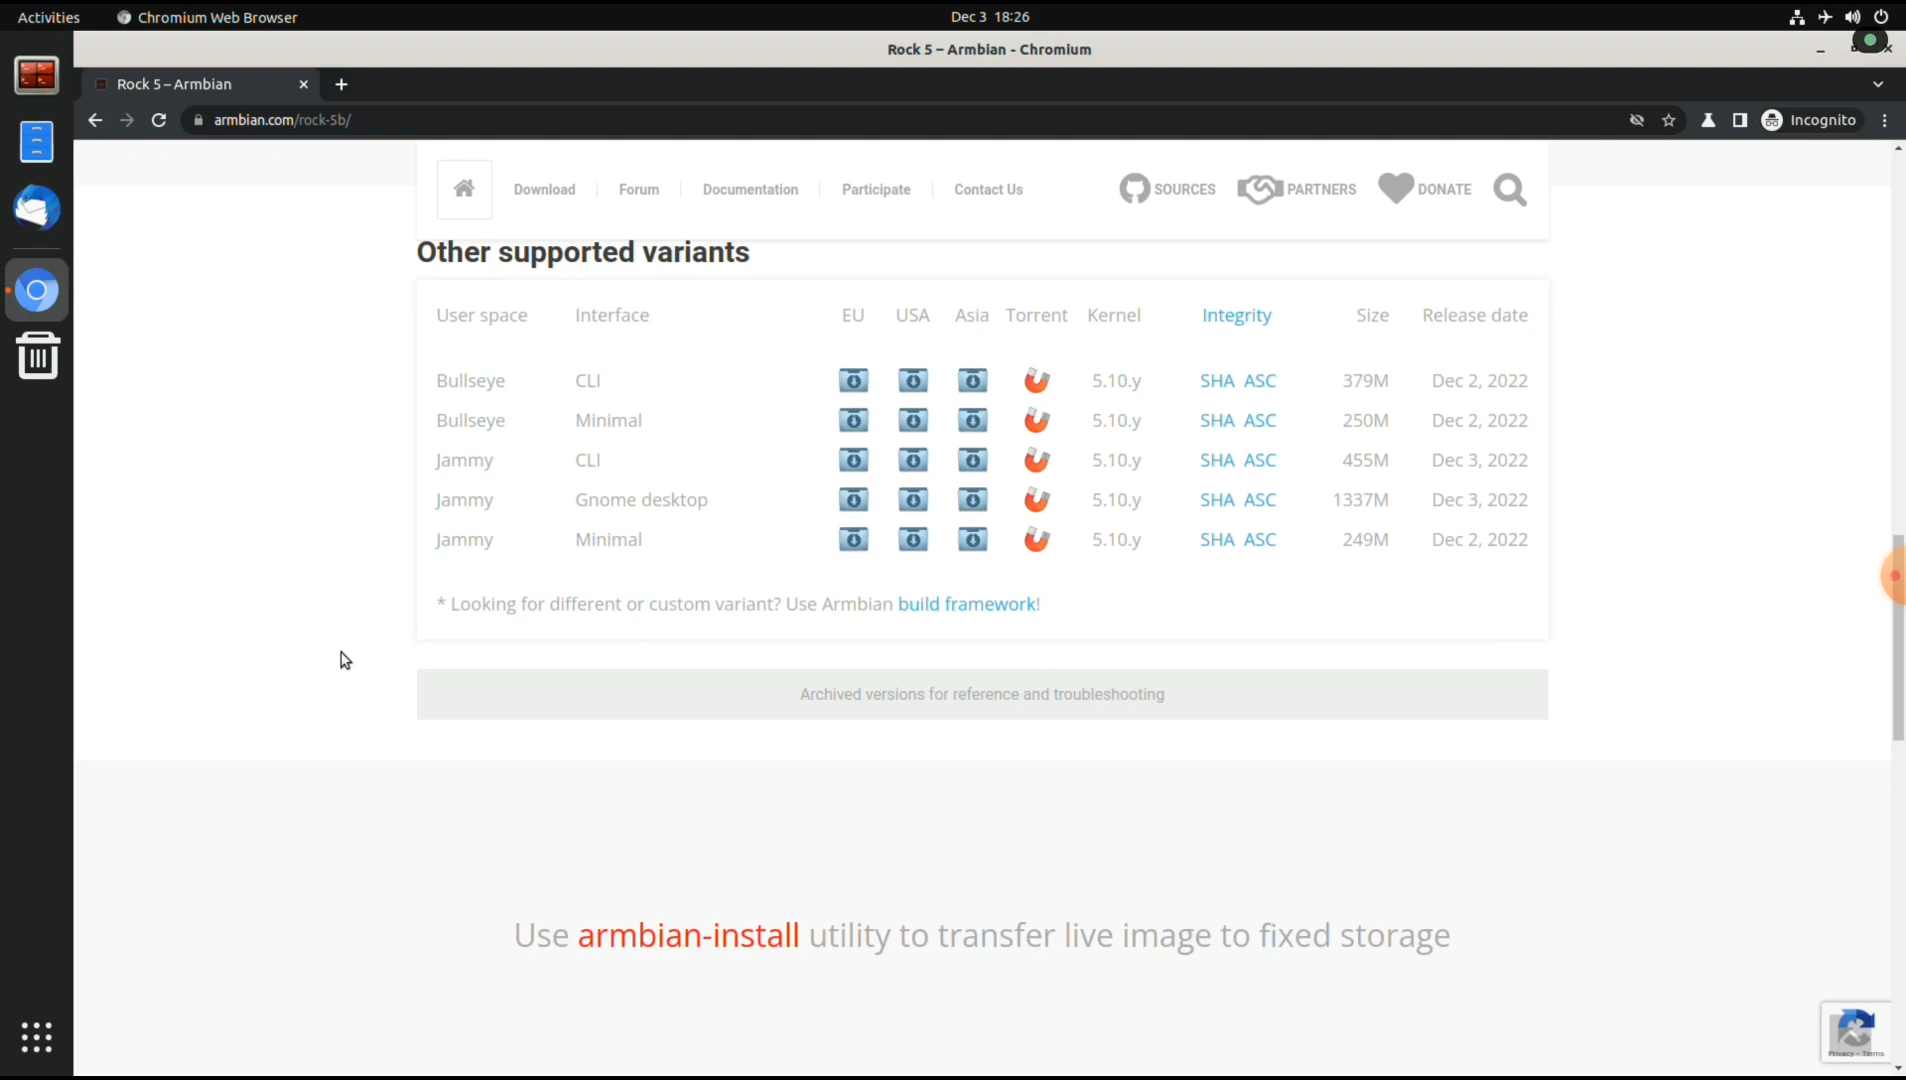 Activities Chromium Web Browser Dec 3 18:26
Rock 5 – Armbian - Chromium
Rock 5 – Armbian
armbian.com/rock-5b/ Incognito
Download Forum Documentation Participate Contact Us SOURCES PARTNERS DONATE
Other supported variants
User space Interface EU USA Asia Torrent Kernel Integrity Size Release date
Bullseye CLI 5.10.y SHA ASC 379M Dec 2, 2022
Bullseye Minimal 5.10.y SHA ASC 250M Dec 2, 2022
Jammy CLI 5.10.y SHA ASC 455M Dec 3, 2022
Jammy Gnome desktop 5.10.y SHA ASC 1337M Dec 3, 2022
Jammy Minimal 5.10.y SHA ASC 249M Dec 2, 2022
* Looking for different or custom variant? Use Armbian build framework!
Archived versions for reference and troubleshooting
Use armbian-install utility to transfer live image to fixed storage
Privacy - Terms